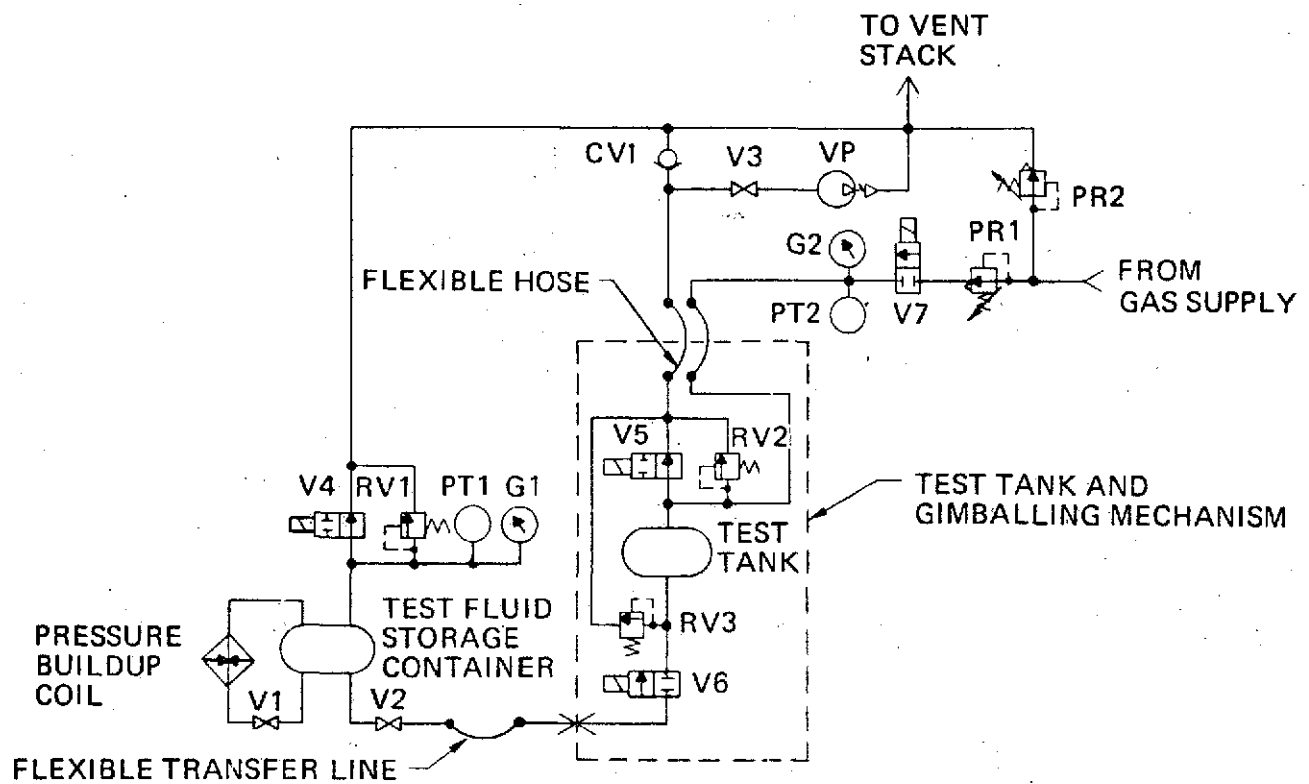 TO VENT
STACK
CV1
V3
VP
PR2
G2
PR1
FLEXIBLE HOSE
FROM
GAS SUPPLY
PT2
V7
V5
RV2
V4
RV1
PT1
G1
TEST TANK AND
GIMBALLING MECHANISM
TEST
TANK
TEST FLUID
STORAGE
CONTAINER
RV3
PRESSURE
BUILDUP
COIL
V1
V2
V6
FLEXIBLE TRANSFER LINE